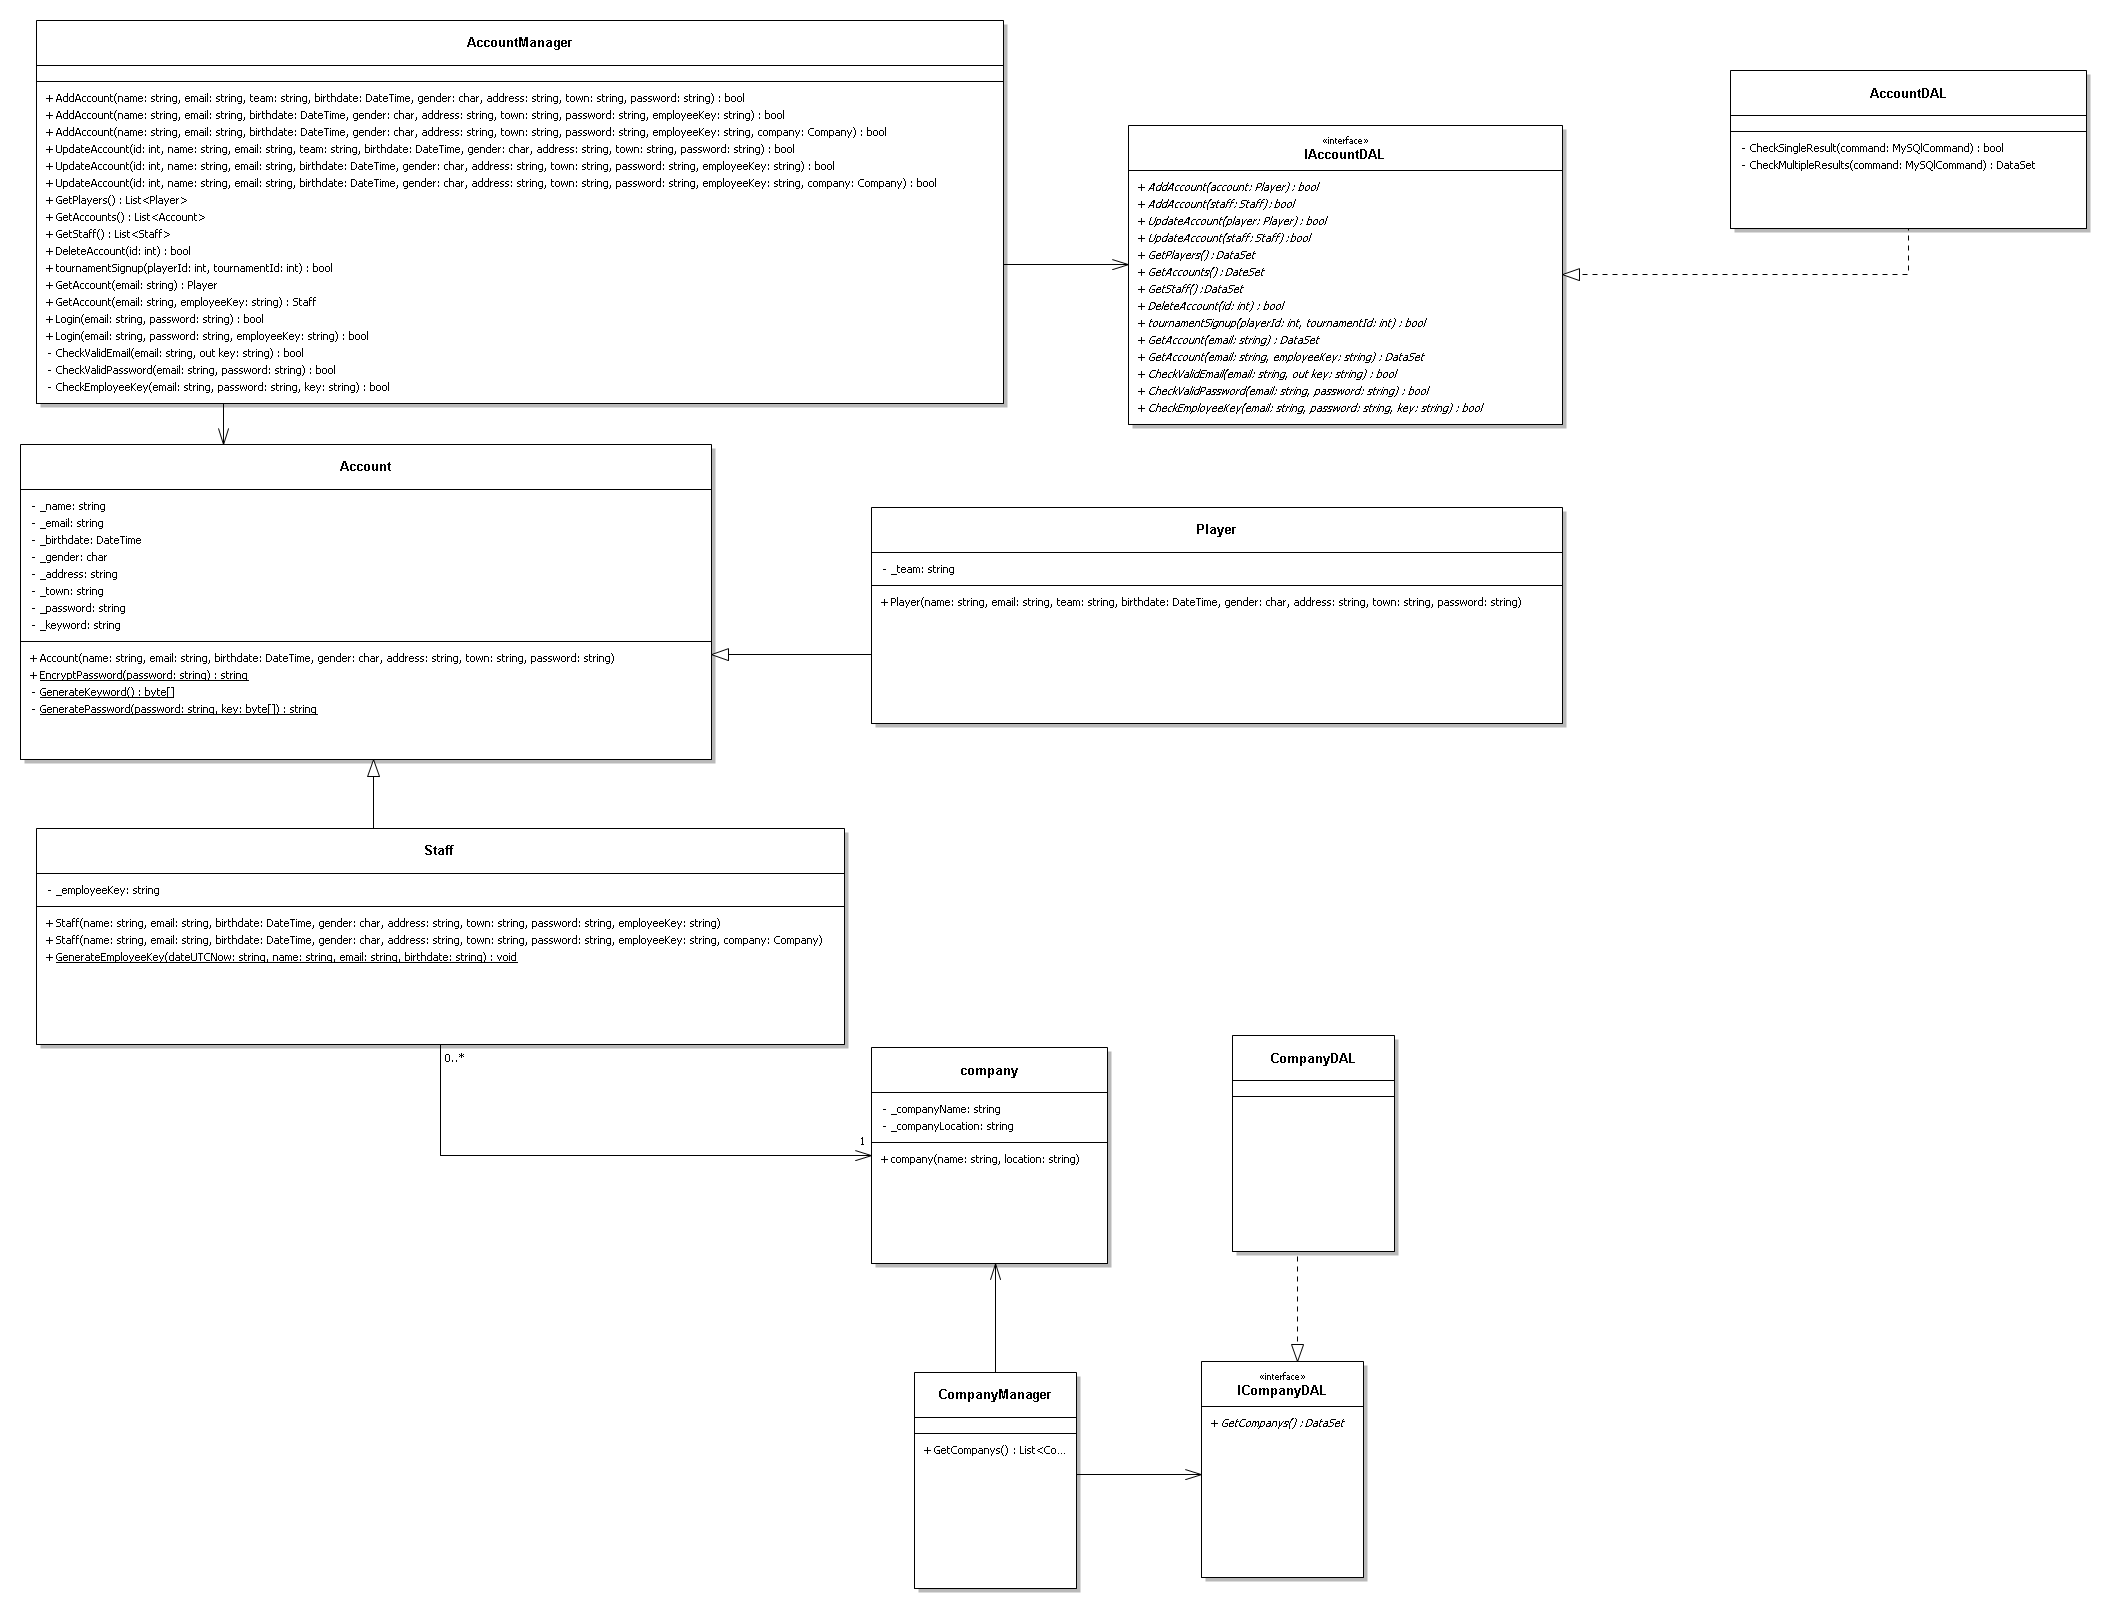 AccountManager
+ AddAccount(name: string, email: string, team: string, birthdate: DateTime, gender: char, address: string, town: string, password: string) : bool
+ AddAccount(name: string, email: string, birthdate: DateTime, gender: char, address: string, town: string, password: string, employeeKey: string) : bool
+ AddAccount(name: string, email: string, birthdate: DateTime, gender: char, address: string, town: string, password: string, employeeKey: string, company: Company) : bool
+ UpdateAccount(id: int, name: string, email: string, team: string, birthdate: DateTime, gender: char, address: string, town: string, password: string) : bool
+ UpdateAccount(id: int, name: string, email: string, birthdate: DateTime, gender: char, address: string, town: string, password: string, employeeKey: string) : bool
+ UpdateAccount(id: int, name: string, email: string, birthdate: DateTime, gender: char, address: string, town: string, password: string, employeeKey: string, company: Company) : bool
+ GetPlayers() : List<Player>
+ GetAccounts() : List<Account>
+ GetStaff() : List<Staff>
+ DeleteAccount(id: int) : bool
+ tournamentSignup(playerId: int, tournamentId: int) : bool
+ GetAccount(email: string) : Player
+ GetAccount(email: string, employeeKey: string) : Staff
+ Login(email: string, password: string) : bool
+ Login(email: string, password: string, employeeKey: string) : bool
- CheckValidEmail(email: string, out key: string) : bool
- CheckValidPassword(email: string, password: string) : bool
- CheckEmployeeKey(email: string, password: string, key: string) : bool
«interface»
IAccountDAL
+ AddAccount(account: Player) : bool
+ AddAccount(staff: Staff) : bool
+ UpdateAccount(player: Player) : bool
+ UpdateAccount(staff: Staff) :bool
+ GetPlayers() : DataSet
+ GetAccounts() : DateSet
+ GetStaff() :DataSet
+ DeleteAccount(id: int) : bool
+ tournamentSignup(playerId: int, tournamentId: int) : bool
+ GetAccount(email: string) : DataSet
+ GetAccount(email: string, employeeKey: string) : DataSet
+ CheckValidEmail(email: string, out key: string) : bool
+ CheckValidPassword(email: string, password: string) : bool
+ CheckEmployeeKey(email: string, password: string, key: string) : bool
AccountDAL
- CheckSingleResult(command: MySQlCommand) : bool
- CheckMultipleResults(command: MySQlCommand) : DataSet
Account
- _name: string
- _email: string
- _birthdate: DateTime
- _gender: char
- _address: string
- _town: string
- _password: string
- _keyword: string
+ Account(name: string, email: string, birthdate: DateTime, gender: char, address: string, town: string, password: string)
+ EncryptPassword(password: string) : string
- GenerateKeyword() : byte[]
- GeneratePassword(password: string, key: byte[]) : string
Player
- _team: string
+ Player(name: string, email: string, team: string, birthdate: DateTime, gender: char, address: string, town: string, password: string)
Staff
- _employeeKey: string
+ Staff(name: string, email: string, birthdate: DateTime, gender: char, address: string, town: string, password: string, employeeKey: string)
+ Staff(name: string, email: string, birthdate: DateTime, gender: char, address: string, town: string, password: string, employeeKey: string, company: Company)
+ GenerateEmployeeKey(dateUTCNow: string, name: string, email: string, birthdate: string) : void
0..*
1
company
- _companyName: string
- _companyLocation: string
+ company(name: string, location: string)
CompanyDAL
CompanyManager
+ GetCompanys() : List<Co...
«interface»
ICompanyDAL
+ GetCompanys() : DataSet